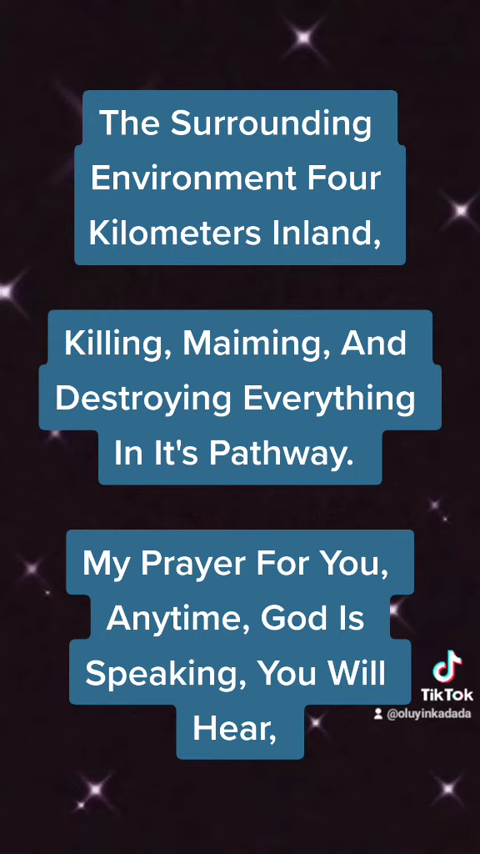 The Surrounding
Environment Four
Kilometers Inland,
Killing, Maiming, And
Destroying Everything
In It's Pathway.
My Prayer For You,
Anytime, God Is
Speaking, You Will
Hear,
TikTok
@oluyinkadada